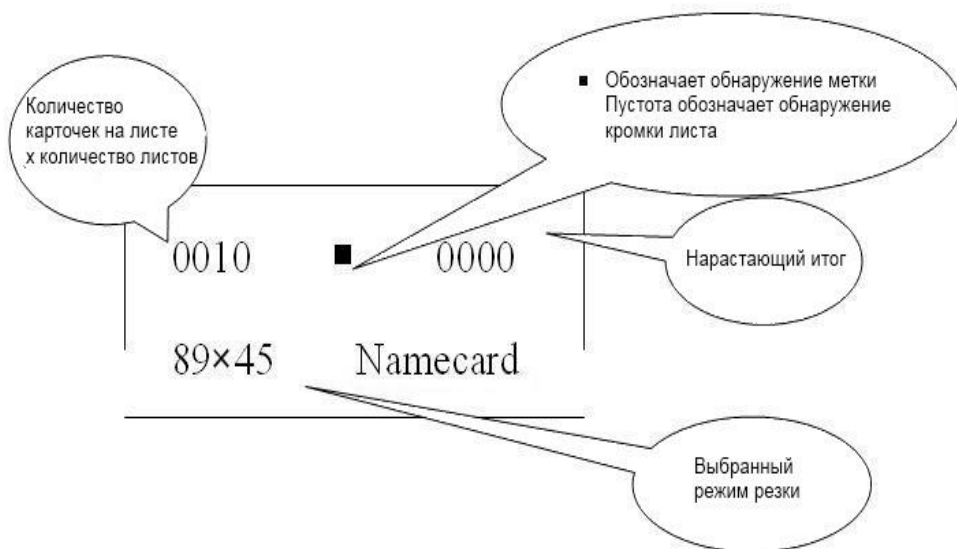 Количество
карточек на листе
х количество листов
■ Обозначает обнаружение метки
Пустота обозначает обнаружение
кромки листа
0010 ■ 0000
Нарастающий итог
89×45 Namecard
Выбранный
режим резки